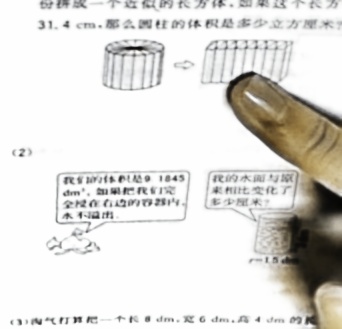 份拼成一个近似的长方体,如果这个长方
31.4 cm,那么圆柱的体积是多少立方厘米?
(2)
我们的体积是9.1845
dm³,如果把我们完
全浸在右边的容器内,
水不溢出.
我的水面与原
来相比变化了
多少厘米?
r=1.5 dm
(3)淘气打算把一个长 8 dm,宽 6 dm,高 4 dm 的